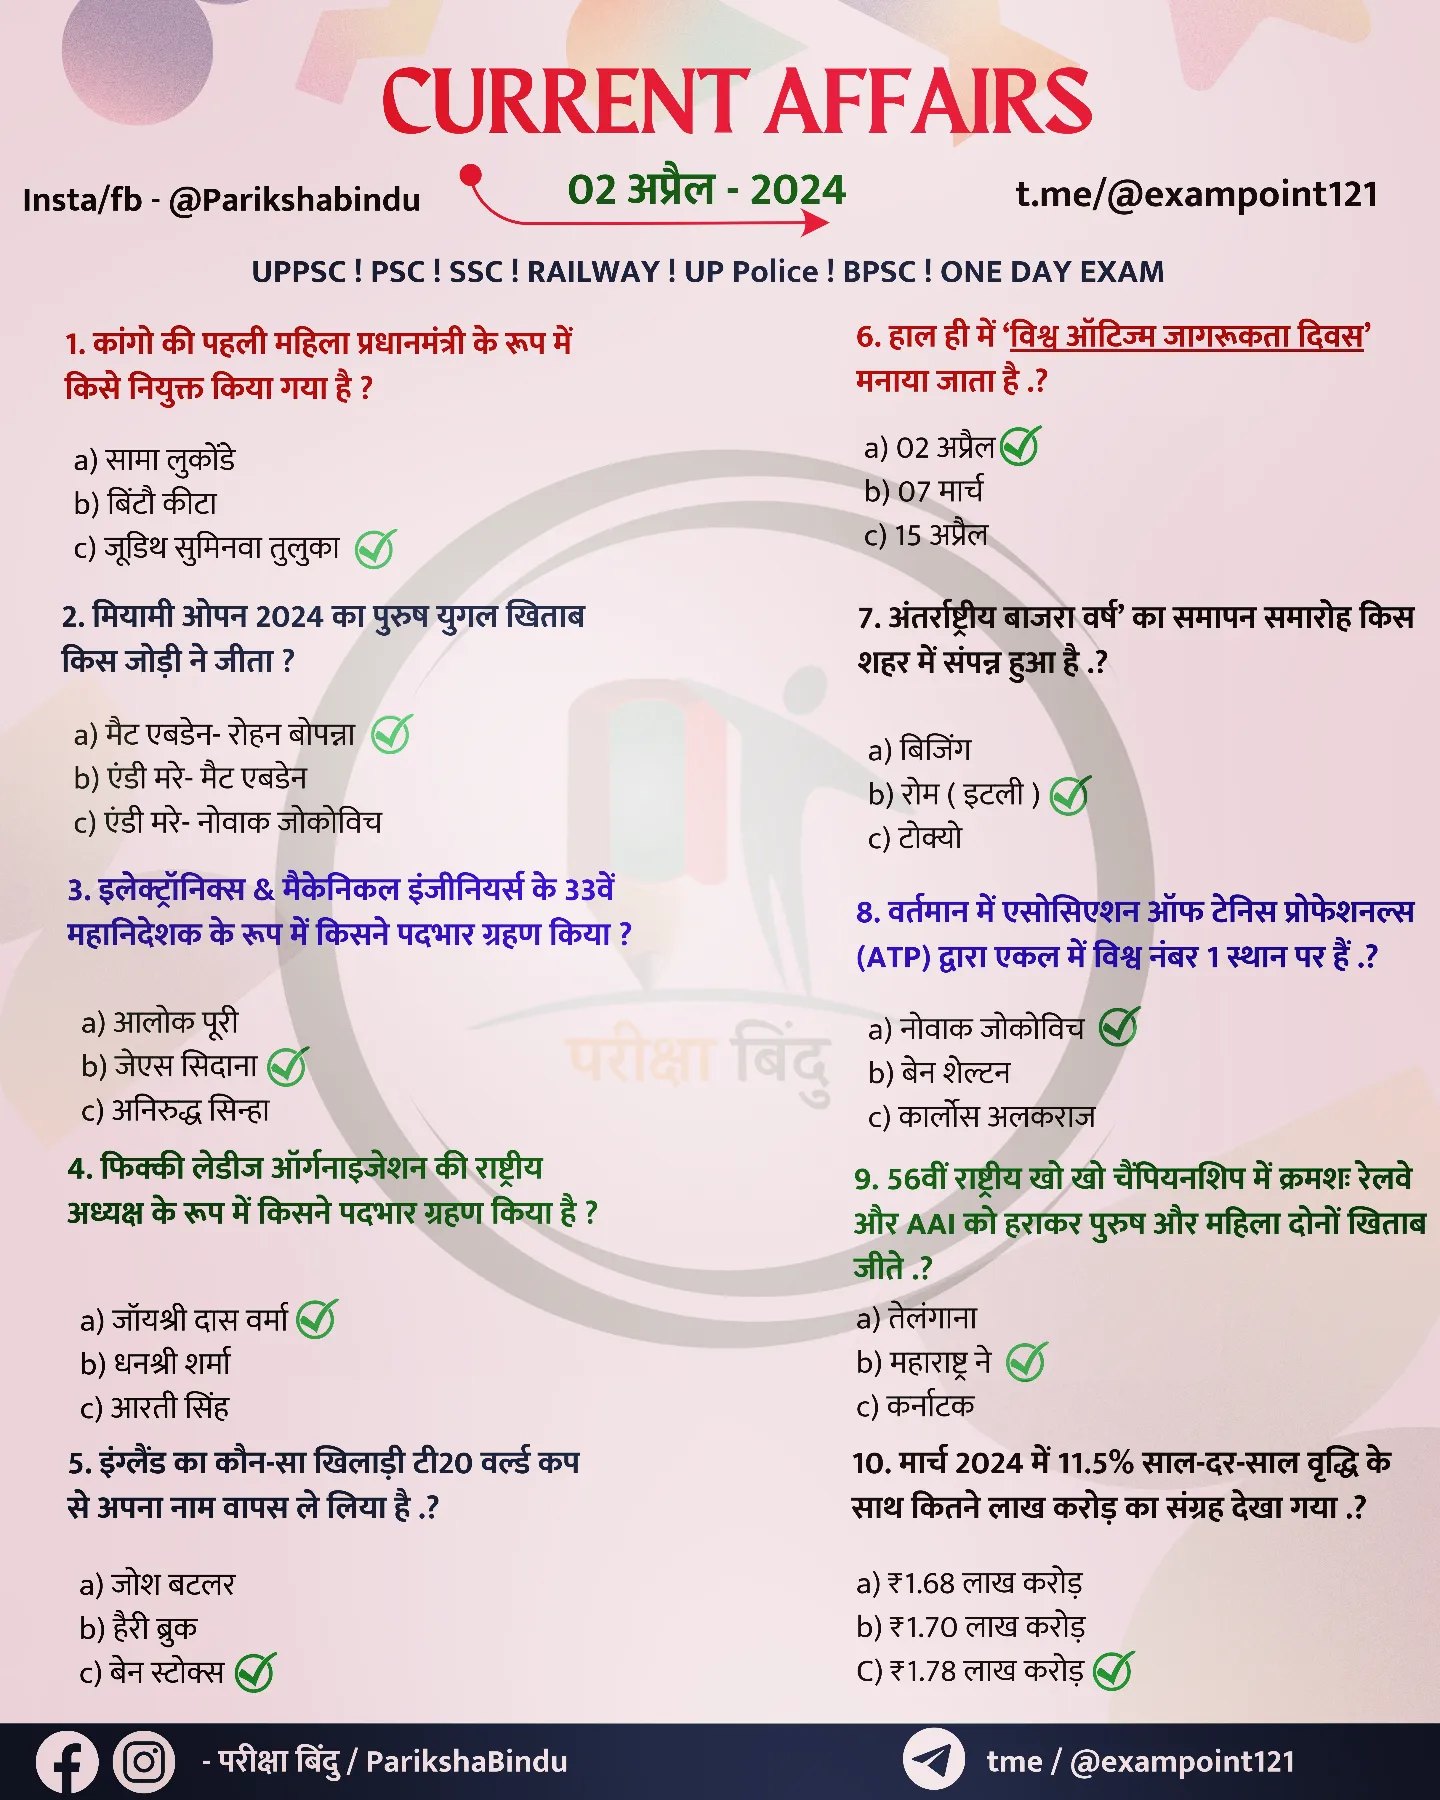 CURRENT AFFAIRS
Insta/fb - @Parikshabindu
02 अप्रैल - 2024
t.me/@exampoint121
UPPSC ! PSC ! SSC ! RAILWAY ! UP Police ! BPSC ! ONE DAY EXAM
1. कांगो की पहली महिला प्रधानमंत्री के रूप में
किसे नियुक्त किया गया है ?
a) सामा लुकोंडे
b) बिंटौ कीटा
c) जूडिथ सुमिनवा तुलुका
2. मियामी ओपन 2024 का पुरुष युगल खिताब
किस जोड़ी ने जीता ?
a) मैट एबडेन- रोहन बोपन्ना
b) एंडी मरे- मैट एबडेन
c) एंडी मरे- नोवाक जोकोविच
3. इलेक्ट्रॉनिक्स & मैकेनिकल इंजीनियर्स के 33वें
महानिदेशक के रूप में किसने पदभार ग्रहण किया ?
a) आलोक पूरी
b) जेएस सिदाना
c) अनिरुद्ध सिन्हा
4. फिक्की लेडीज ऑर्गनाइजेशन की राष्ट्रीय
अध्यक्ष के रूप में किसने पदभार ग्रहण किया है ?
a) जॉयश्री दास वर्मा
b) धनश्री शर्मा
c) आरती सिंह
5. इंग्लैंड का कौन-सा खिलाड़ी टी20 वर्ल्ड कप
से अपना नाम वापस ले लिया है .?
a) जोश बटलर
b) हैरी ब्रुक
c) बेन स्टोक्स
6. हाल ही में ‘विश्व ऑटिज्म जागरूकता दिवस’
मनाया जाता है .?
a) 02 अप्रैल
b) 07 मार्च
c) 15 अप्रैल
7. अंतर्राष्ट्रीय बाजरा वर्ष’ का समापन समारोह किस
शहर में संपन्न हुआ है .?
a) बिजिंग
b) रोम ( इटली )
c) टोक्यो
8. वर्तमान में एसोसिएशन ऑफ टेनिस प्रोफेशनल्स
(ATP) द्वारा एकल में विश्व नंबर 1 स्थान पर हैं .?
a) नोवाक जोकोविच
b) बेन शेल्टन
c) कार्लोस अलकराज
9. 56वीं राष्ट्रीय खो खो चैंपियनशिप में क्रमशः रेलवे
और AAI को हराकर पुरुष और महिला दोनों खिताब
जीते .?
a) तेलंगाना
b) महाराष्ट्र ने
c) कर्नाटक
10. मार्च 2024 में 11.5% साल-दर-साल वृद्धि के
साथ कितने लाख करोड़ का संग्रह देखा गया .?
a) ₹1.68 लाख करोड़
b) ₹1.70 लाख करोड़
C) ₹1.78 लाख करोड़
परीक्षा बिंदु
- परीक्षा बिंदु / ParikshaBindu
tme / @exampoint121